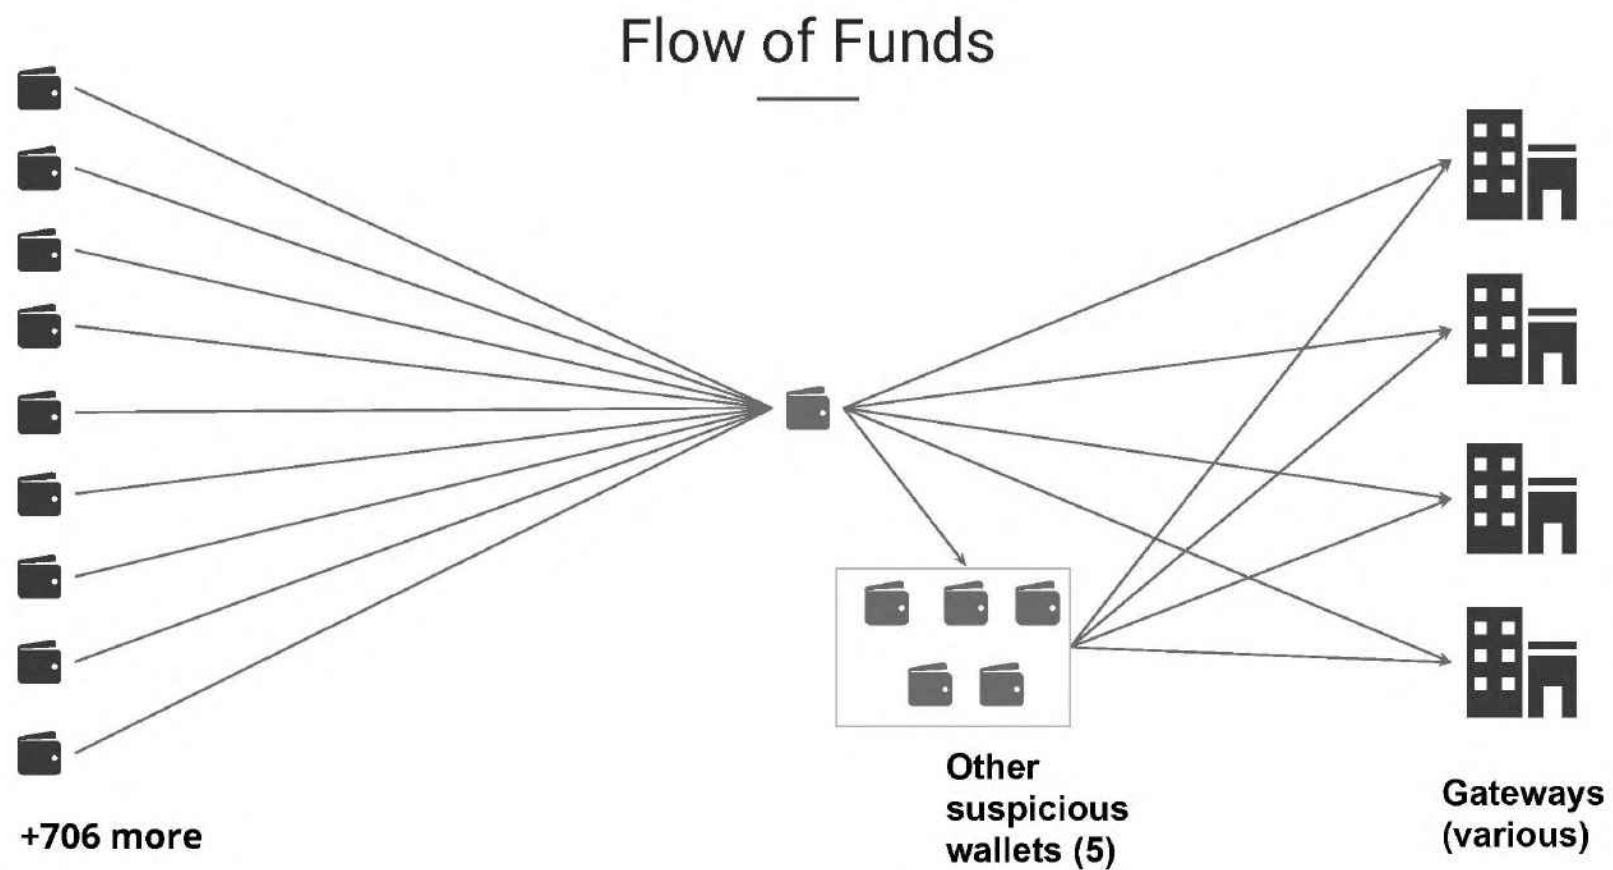 Flow of Funds
+706 more
Other
suspicious
wallets (5)
Gateways
(various)